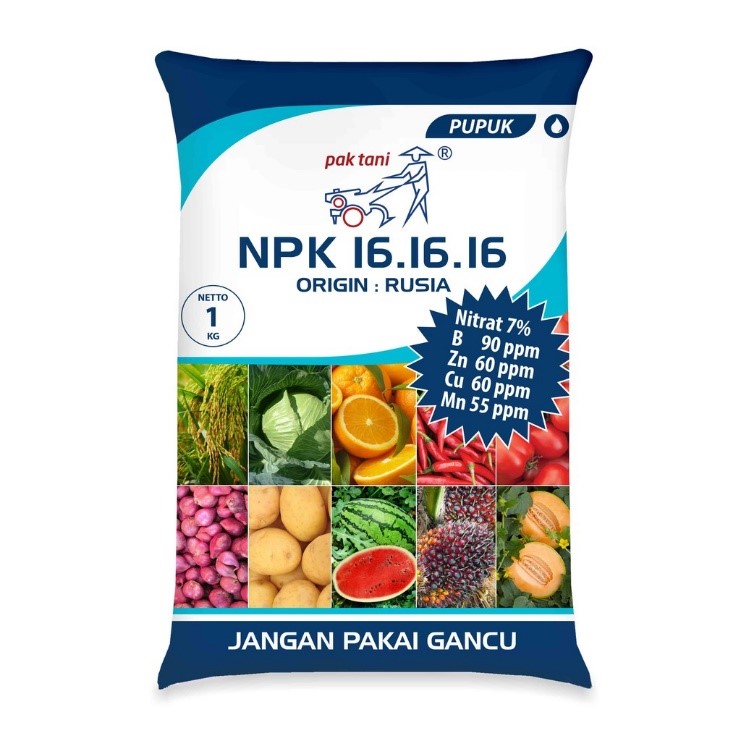 PUPUK
pak tani ®
NPK 16.16.16
ORIGIN : RUSIA
NETTO
1
KG
Nitrat 7%
B 90 ppm
Zn 60 ppm
Cu 60 ppm
Mn 55 ppm
JANGAN PAKAI GANCU